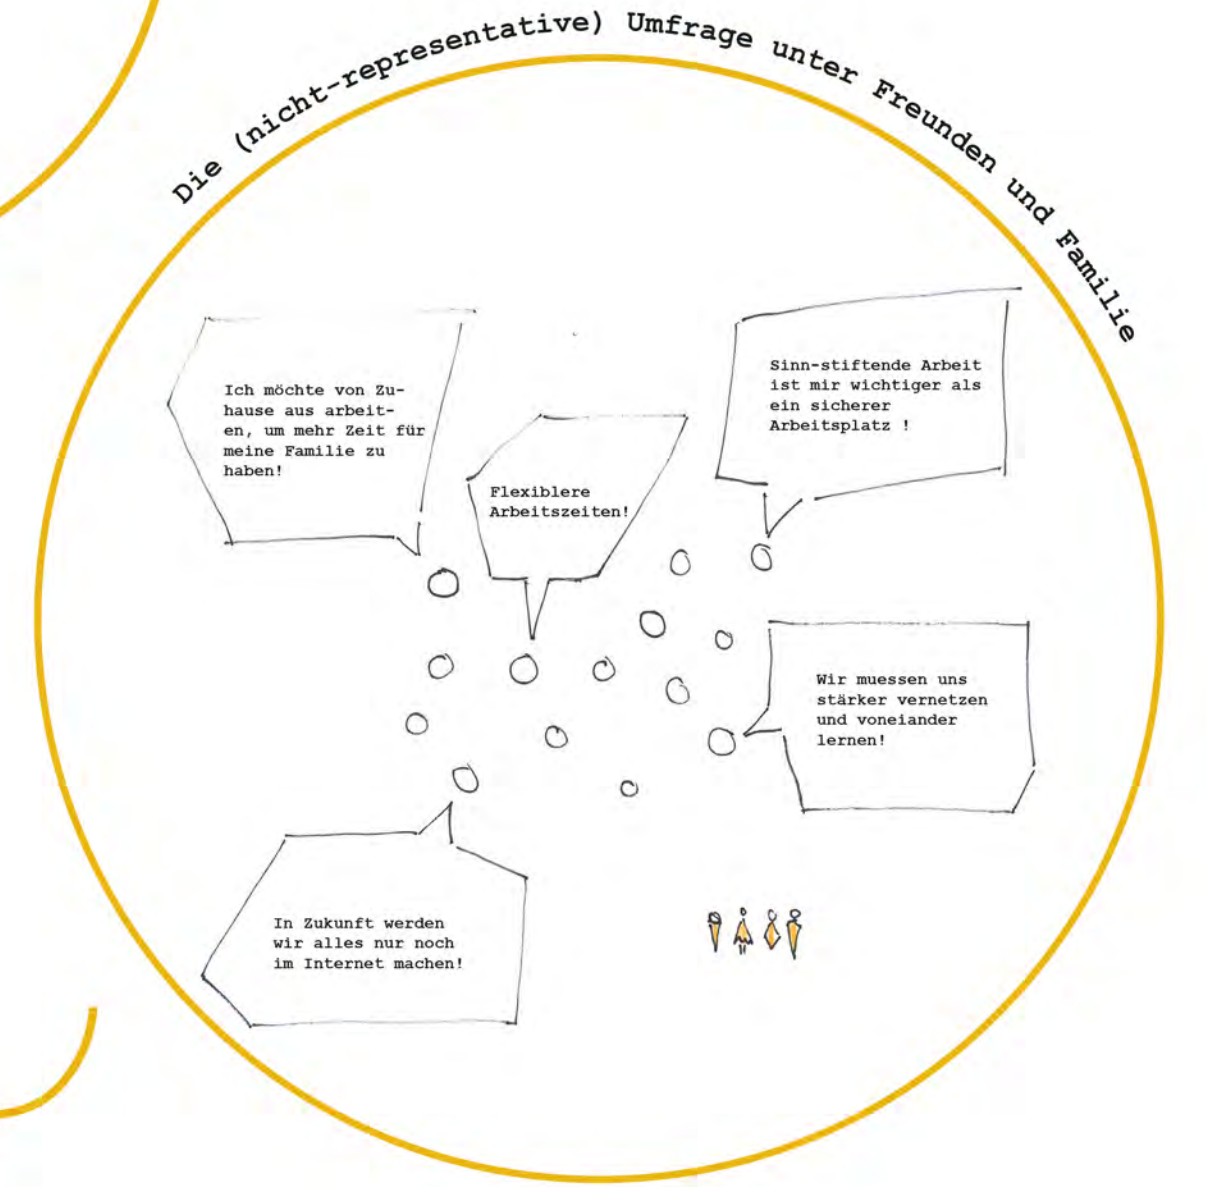 Die (nicht-representative) Umfrage unter Freunden und Familie
Ich möchte von Zu-
hause aus arbeit-
en, um mehr Zeit für
meine Familie zu
haben!
Flexiblere
Arbeitszeiten!
Sinn-stiftende Arbeit
ist mir wichtiger als
ein sicherer
Arbeitsplatz !
Wir muessen uns
stärker vernetzen
und voneiander
lernen!
In Zukunft werden
wir alles nur noch
im Internet machen!